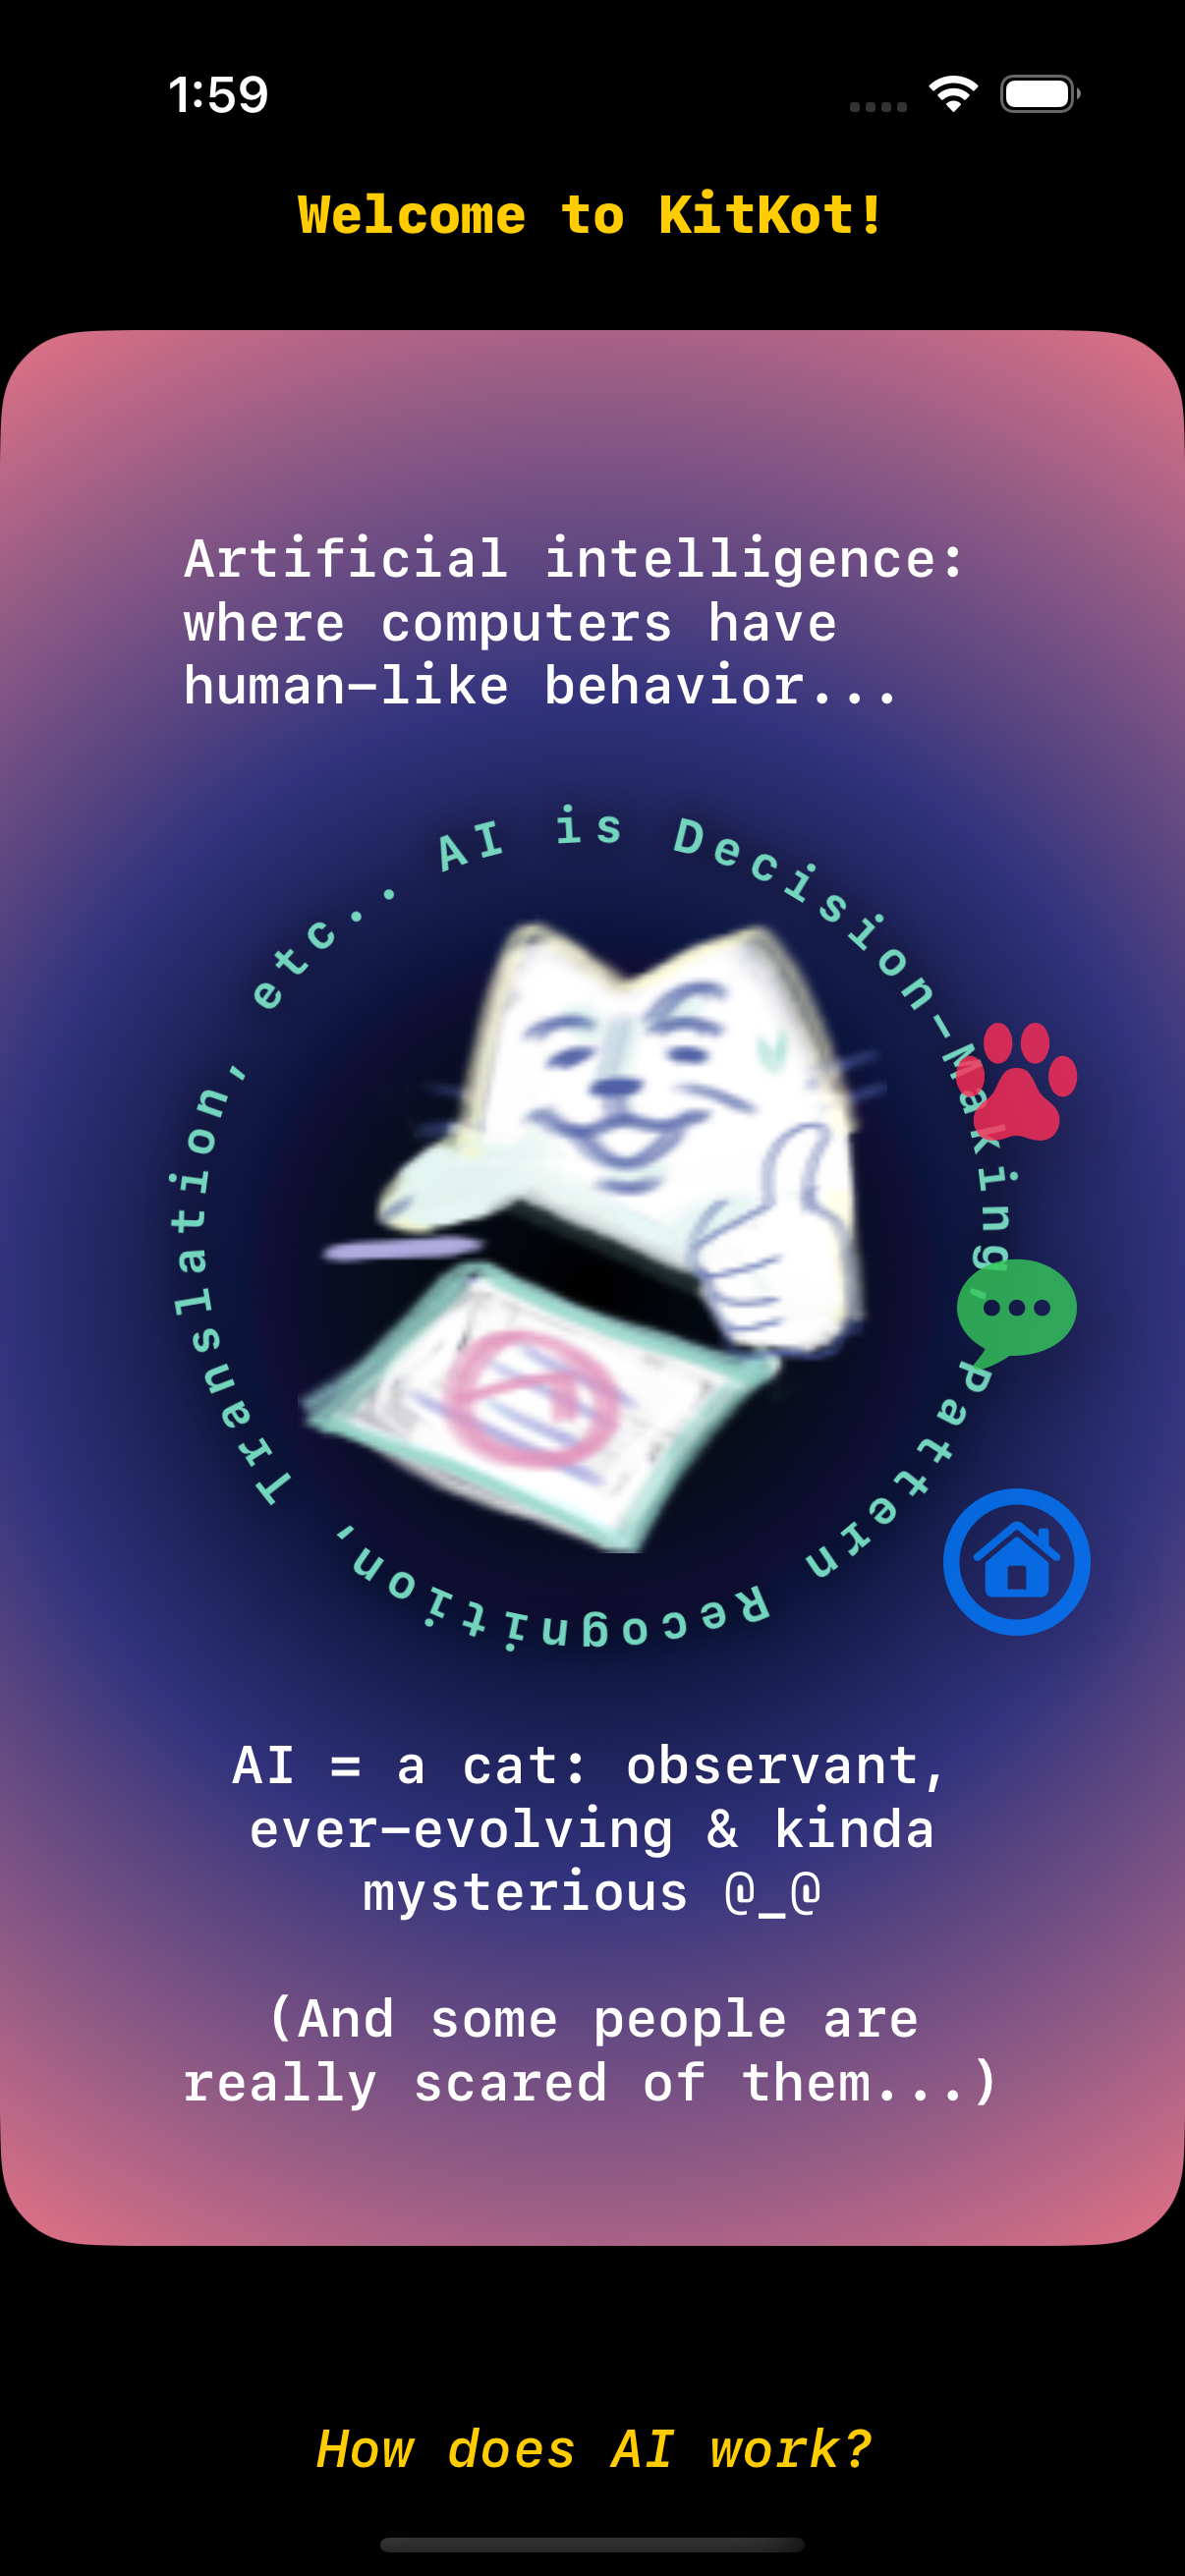 1:59
Welcome to KitKot!
Artificial intelligence:
where computers have
human-like behavior...
AI is Decision-Making, Pattern Recognition, Translation, etc..
AI = a cat: observant,
ever-evolving & kinda
mysterious @_@
(And some people are
really scared of them...)
How does AI work?